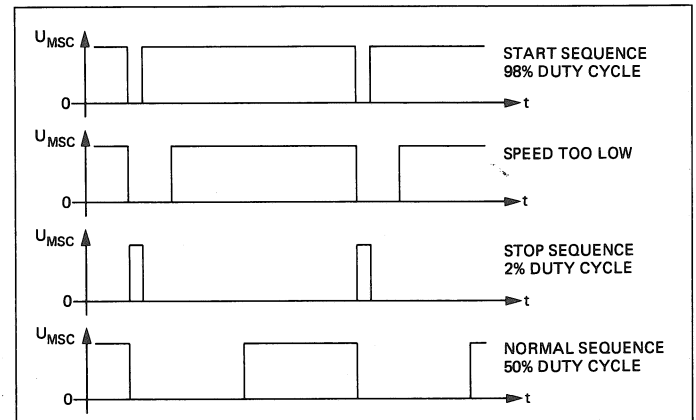 UMSC
START SEQUENCE
98% DUTY CYCLE
0
t
UMSC
SPEED TOO LOW
0
t
UMSC
STOP SEQUENCE
2% DUTY CYCLE
0
t
UMSC
NORMAL SEQUENCE
50% DUTY CYCLE
0
t